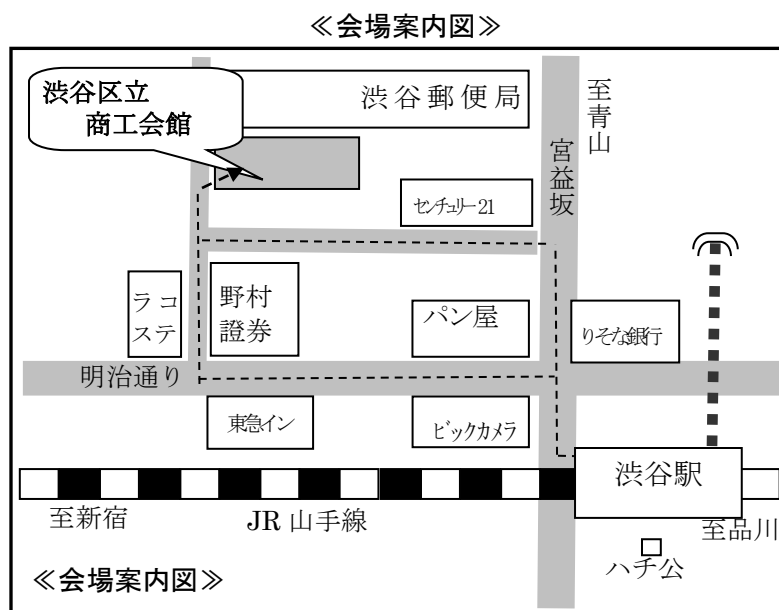 ≪会場案内図≫
渋谷区立
商工会館
渋谷郵便局
至青山
宮益坂
センチュリー21
ラコ
ステ
野村
證券
パン屋
りそな銀行
明治通り
東急イン
ビックカメラ
渋谷駅
至新宿
JR 山手線
至品川
ハチ公
≪会場案内図≫